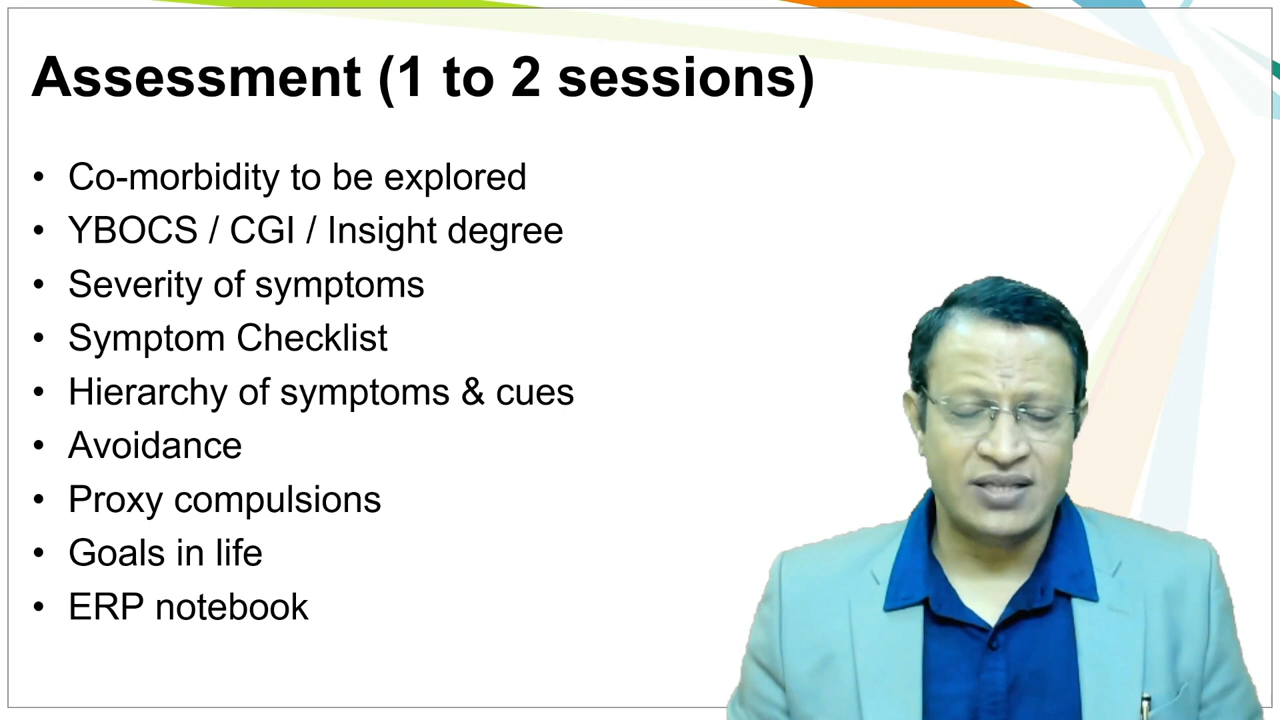 Assessment (1 to 2 sessions)
• Co-morbidity to be explored
• YBOCS / CGI / Insight degree
• Severity of symptoms
• Symptom Checklist
• Hierarchy of symptoms & cues
• Avoidance
• Proxy compulsions
• Goals in life
• ERP notebook